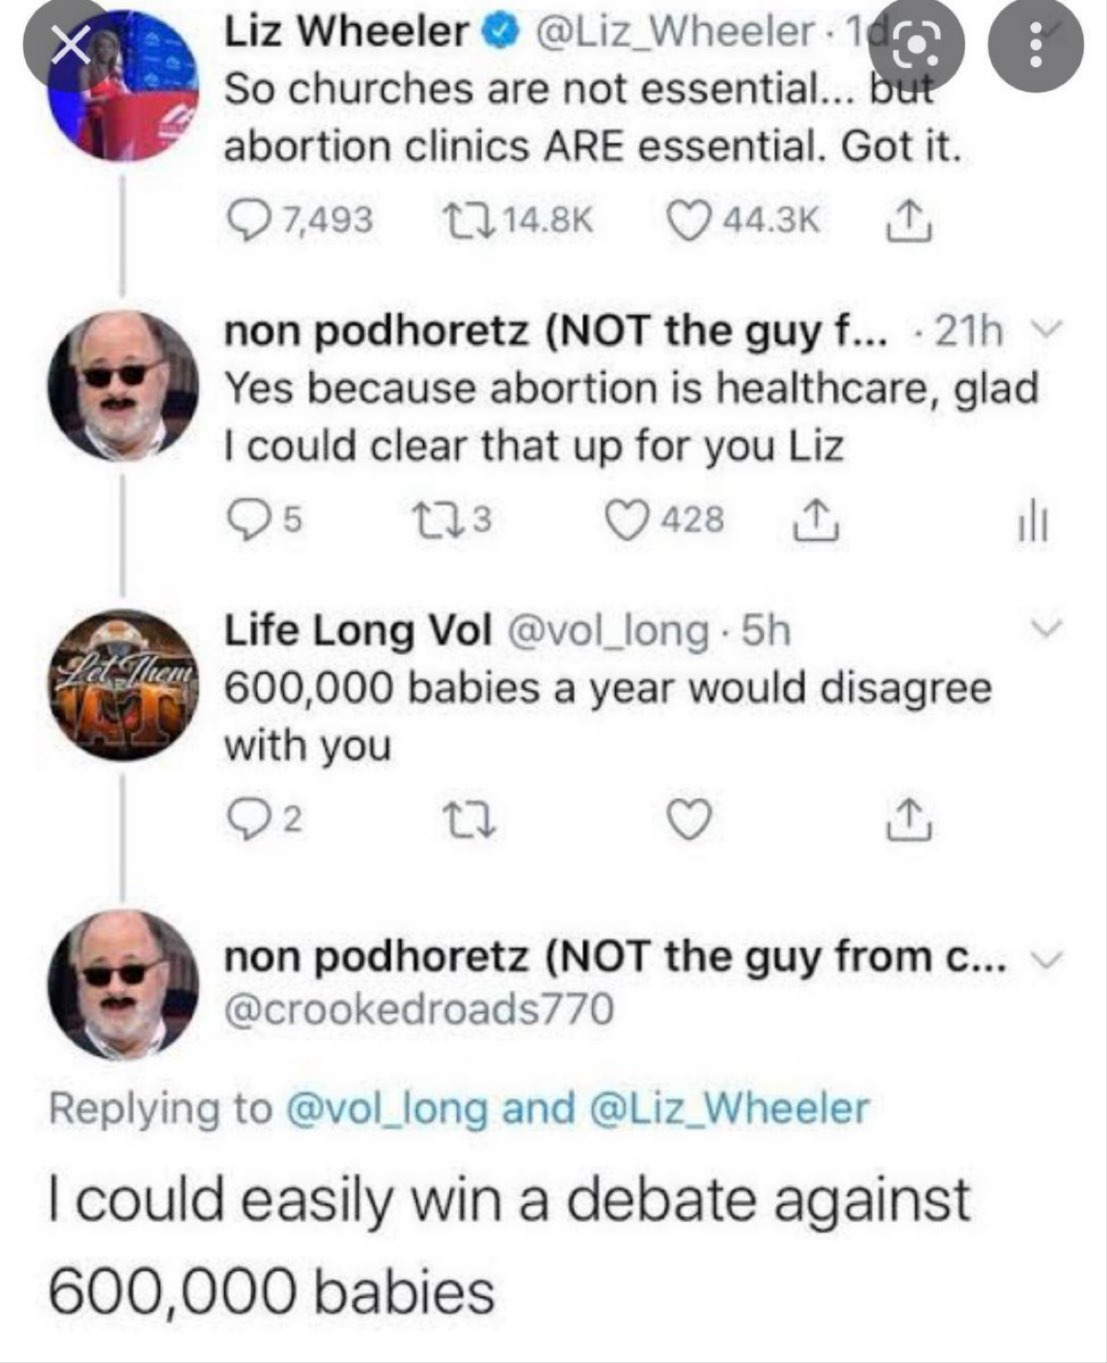 Liz Wheeler @Liz_Wheeler · 1d
So churches are not essential... but
abortion clinics ARE essential. Got it.
7,493 14.8K 44.3K
non podhoretz (NOT the guy f... · 21h
Yes because abortion is healthcare, glad
I could clear that up for you Liz
5 3 428
Let Them
Life Long Vol @vol_long · 5h
600,000 babies a year would disagree
with you
2
non podhoretz (NOT the guy from c...
@crookedroads770
Replying to @vol_long and @Liz_Wheeler
I could easily win a debate against
600,000 babies